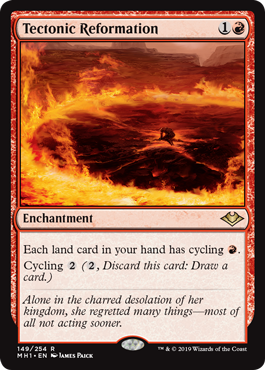 Tectonic Reformation 1
Enchantment
Each land card in your hand has cycling .
Cycling 2 (2, Discard this card: Draw a
card.)
Alone in the charred desolation of her
kingdom, she regretted many things—most of
all not acting sooner.
149/254 R
MH1 • EN JAMES PAICK
™ & © 2019 Wizards of the Coast